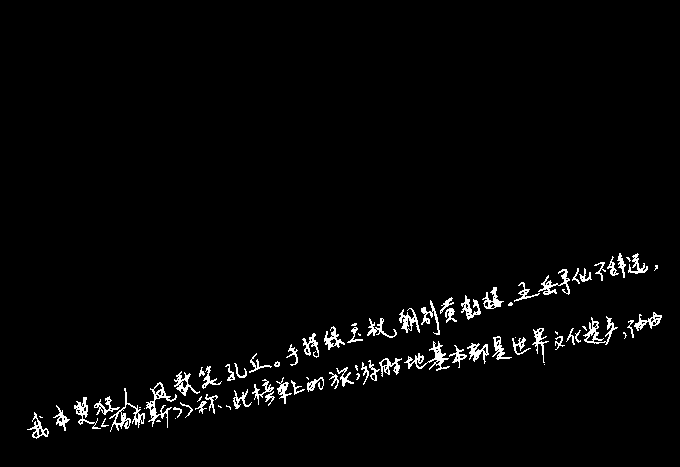 我本楚狂人,凤歌笑孔丘。手持绿玉杖,朝别黄鹤楼。五岳寻仙不辞远,
《福布斯》称,此榜单上的旅游胜地基本都是世界文化遗产,